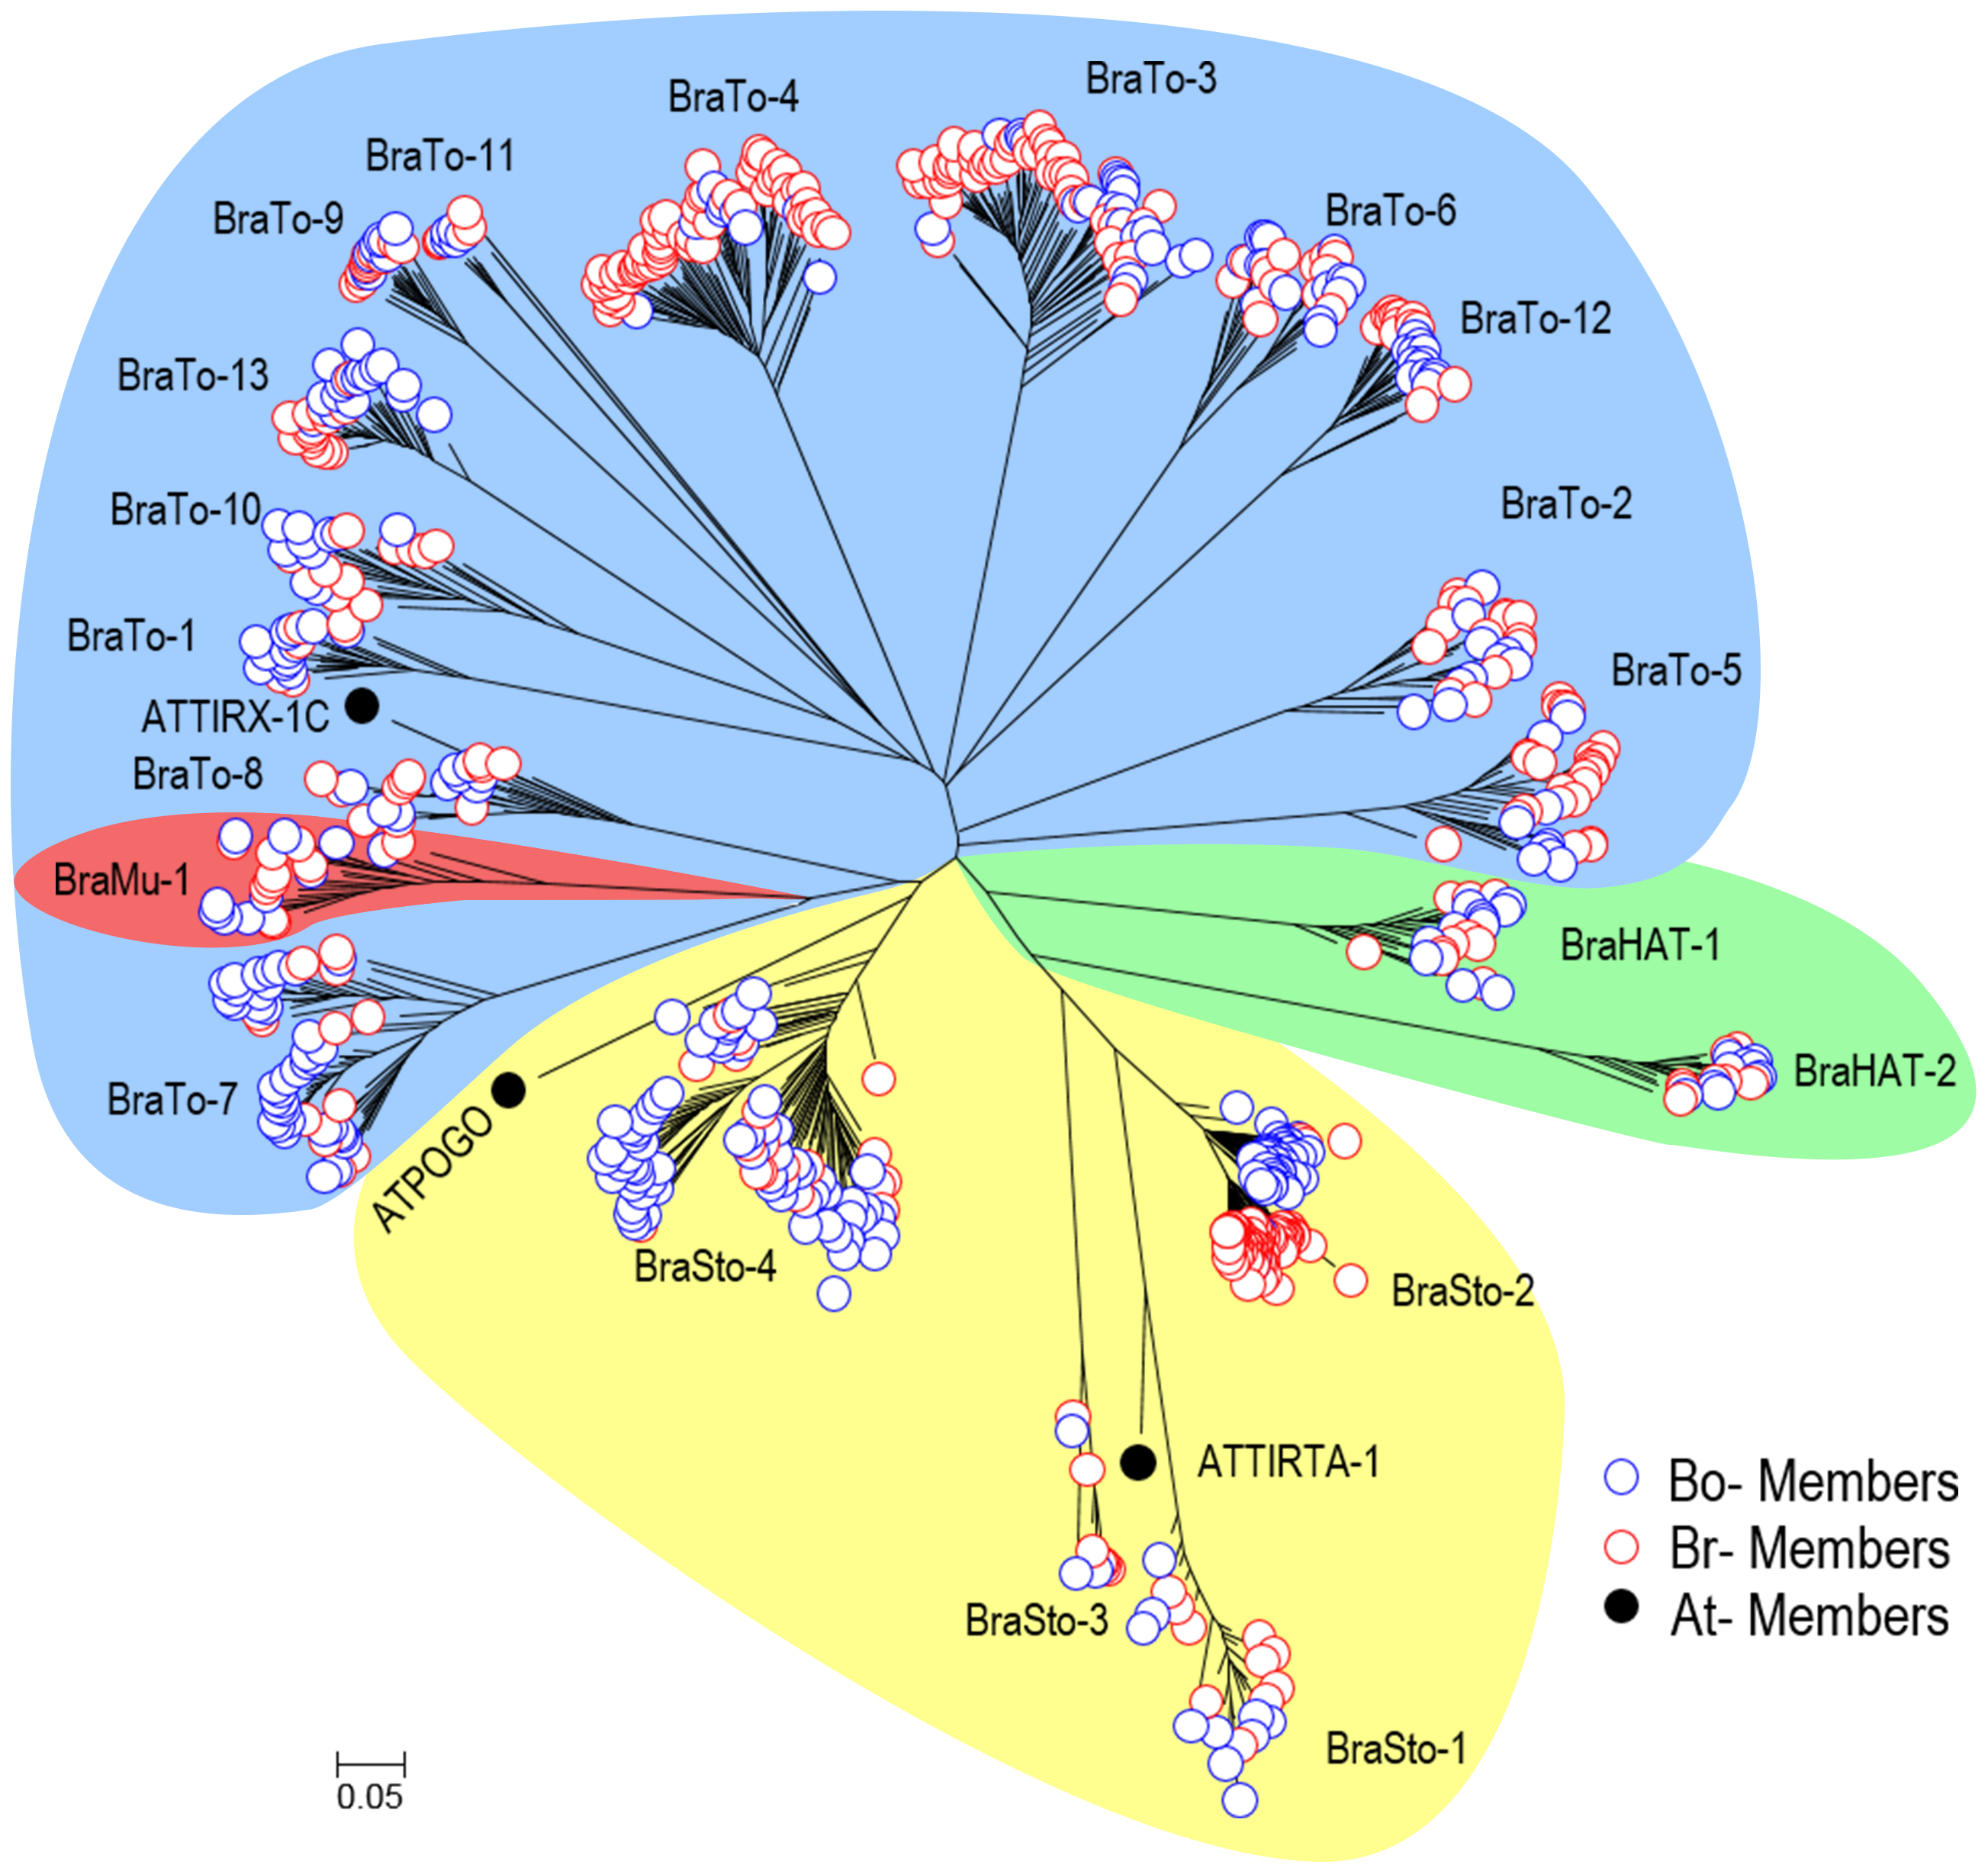 BraTo-3
BraTo-4
BraTo-11
BraTo-9
BraTo-6
BraTo-12
BraTo-13
BraTo-10
BraTo-2
BraTo-1
BraTo-5
ATTIRX-1C
BraTo-8
BraMu-1
BraHAT-1
BraHAT-2
BraTo-7
ATPOGO
BraSto-4
BraSto-2
ATTIRTA-1
Bo- Members
Br- Members
At- Members
BraSto-3
BraSto-1
0.05